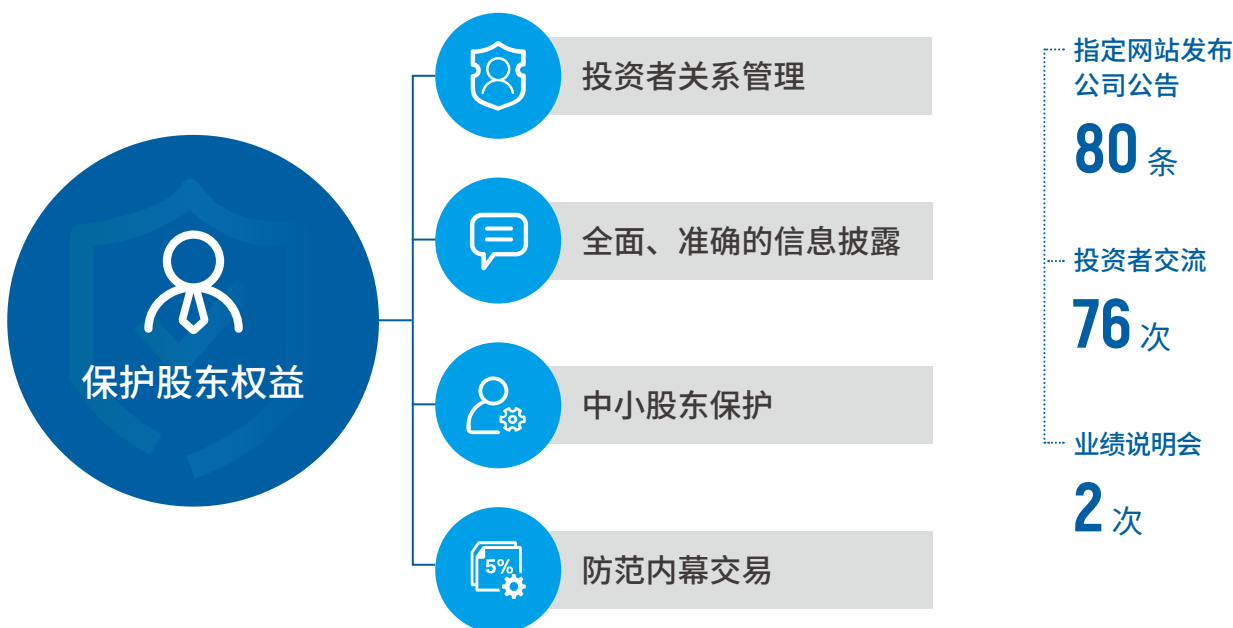 保护股东权益
投资者关系管理
全面、准确的信息披露
中小股东保护
5%
防范内幕交易
指定网站发布
公司公告
80 条
投资者交流
76 次
业绩说明会
2 次